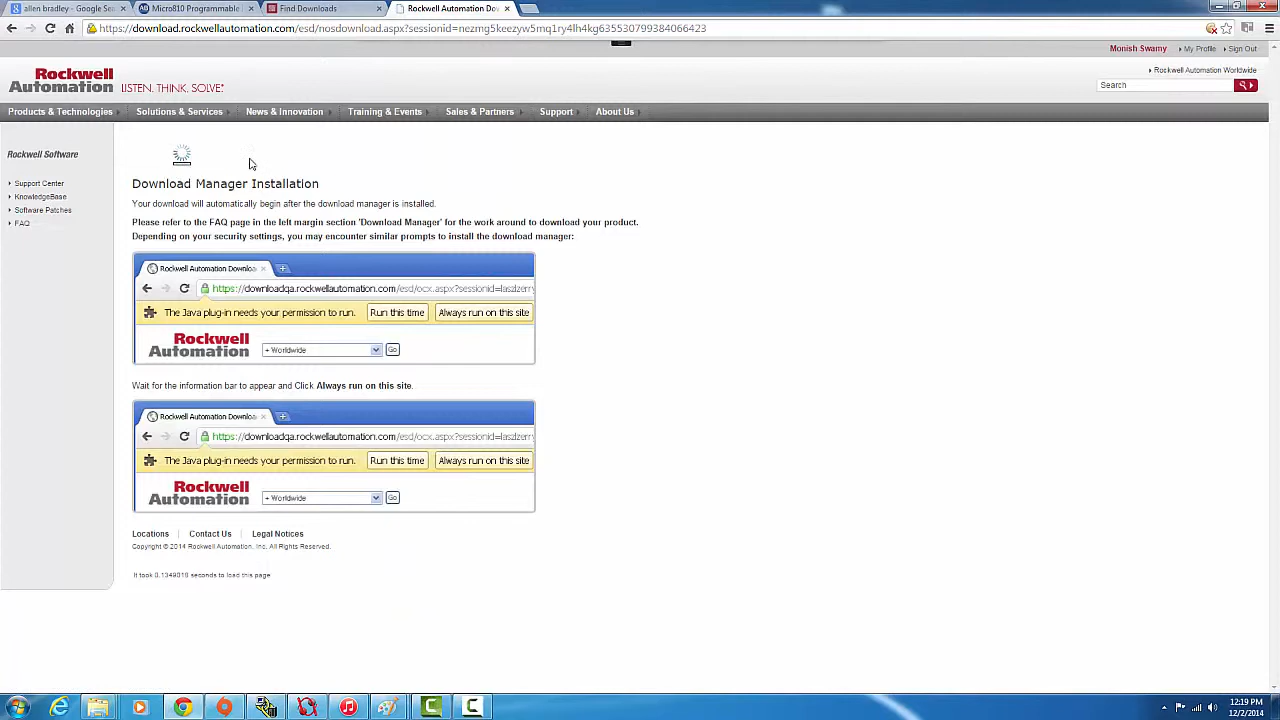 allen bradley - Google Sea
Micro810 Programmable
Find Downloads
Rockwell Automation Dow
https://download.rockwellautomation.com/esd/nosdownload.aspx?sessionid=nezmg5keezyw5mq1ry4lh4kg635530799384066423
Monish Swamy
My Profile
Sign Out
Rockwell Automation
LISTEN. THINK. SOLVE.®
Rockwell Automation Worldwide
Search
Products & Technologies
Solutions & Services
News & Innovation
Training & Events
Sales & Partners
Support
About Us
Rockwell Software
Support Center
KnowledgeBase
Software Patches
FAQ
Download Manager Installation
Your download will automatically begin after the download manager is installed.
Please refer to the FAQ page in the left margin section 'Download Manager' for the work around to download your product.
Depending on your security settings, you may encounter similar prompts to install the download manager:
Rockwell Automation Downloa
https://downloadqa.rockwellautomation.com/esd/ocx.aspx?sessionid=laszlzerry
The Java plug-in needs your permission to run.
Run this time
Always run on this site
Rockwell Automation
+ Worldwide
Go
Wait for the information bar to appear and Click Always run on this site.
Rockwell Automation Downloa
https://downloadqa.rockwellautomation.com/esd/ocx.aspx?sessionid=laszlzerry
The Java plug-in needs your permission to run.
Run this time
Always run on this site
Rockwell Automation
+ Worldwide
Go
Locations | Contact Us | Legal Notices
Copyright © 2014 Rockwell Automation, Inc. All Rights Reserved.
It took 0.1349018 seconds to load this page
12:19 PM
12/2/2014